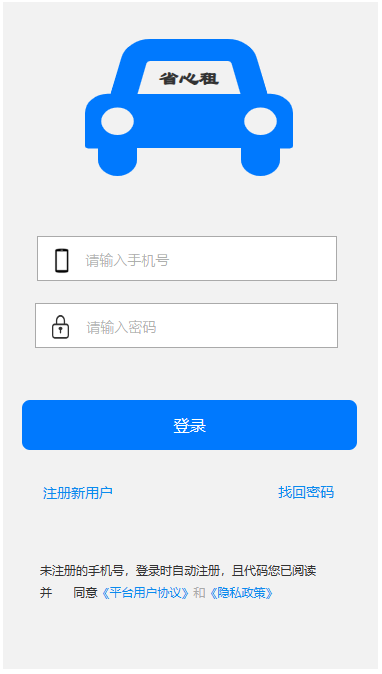 省心租
请输入手机号
请输入密码
登录
注册新用户 找回密码
未注册的手机号，登录时自动注册，且代码您已阅读
并 同意《平台用户协议》和《隐私政策》